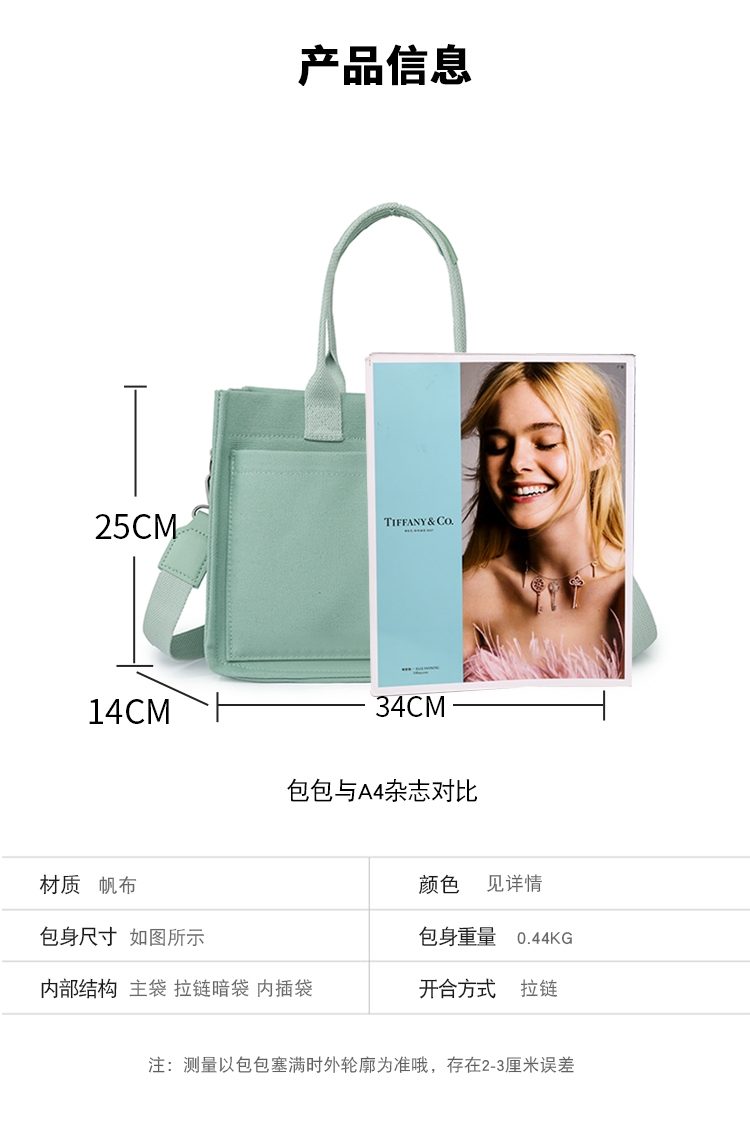 产品信息
TIFFANY & CO.
25CM
14CM
34CM
包包与A4杂志对比
材质 帆布
颜色 见详情
包身尺寸 如图所示
包身重量 0.44KG
内部结构 主袋 拉链暗袋 内插袋
开合方式 拉链
注：测量以包包塞满时外轮廓为准哦，存在2-3厘米误差